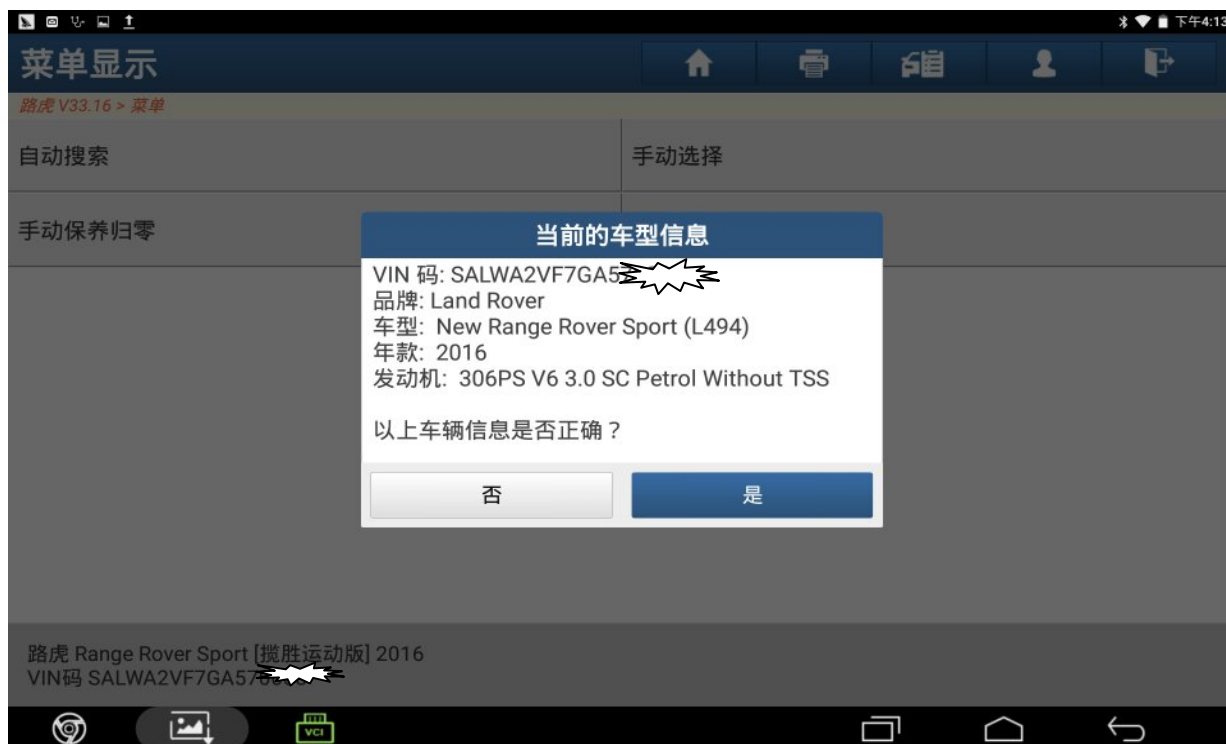 下午4:13
菜单显示
路虎 V33.16 > 菜单
自动搜索
手动选择
手动保养归零
当前的车型信息
VIN 码: SALWA2VF7GA5
品牌: Land Rover
车型: New Range Rover Sport (L494)
年款: 2016
发动机: 306PS V6 3.0 SC Petrol Without TSS
以上车辆信息是否正确？
否
是
路虎 Range Rover Sport [揽胜运动版] 2016
VIN码 SALWA2VF7GA57
VCI